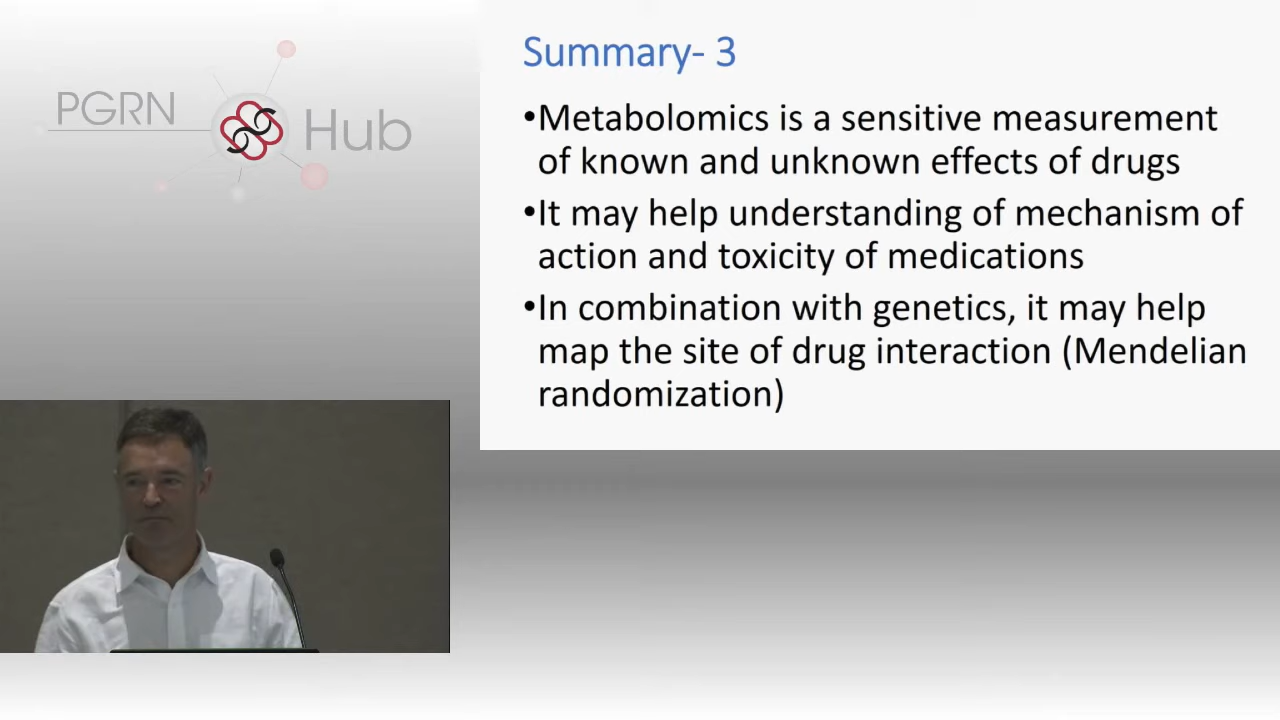 PGRN Hub
Summary- 3
•Metabolomics is a sensitive measurement
of known and unknown effects of drugs
•It may help understanding of mechanism of
action and toxicity of medications
•In combination with genetics, it may help
map the site of drug interaction (Mendelian
randomization)